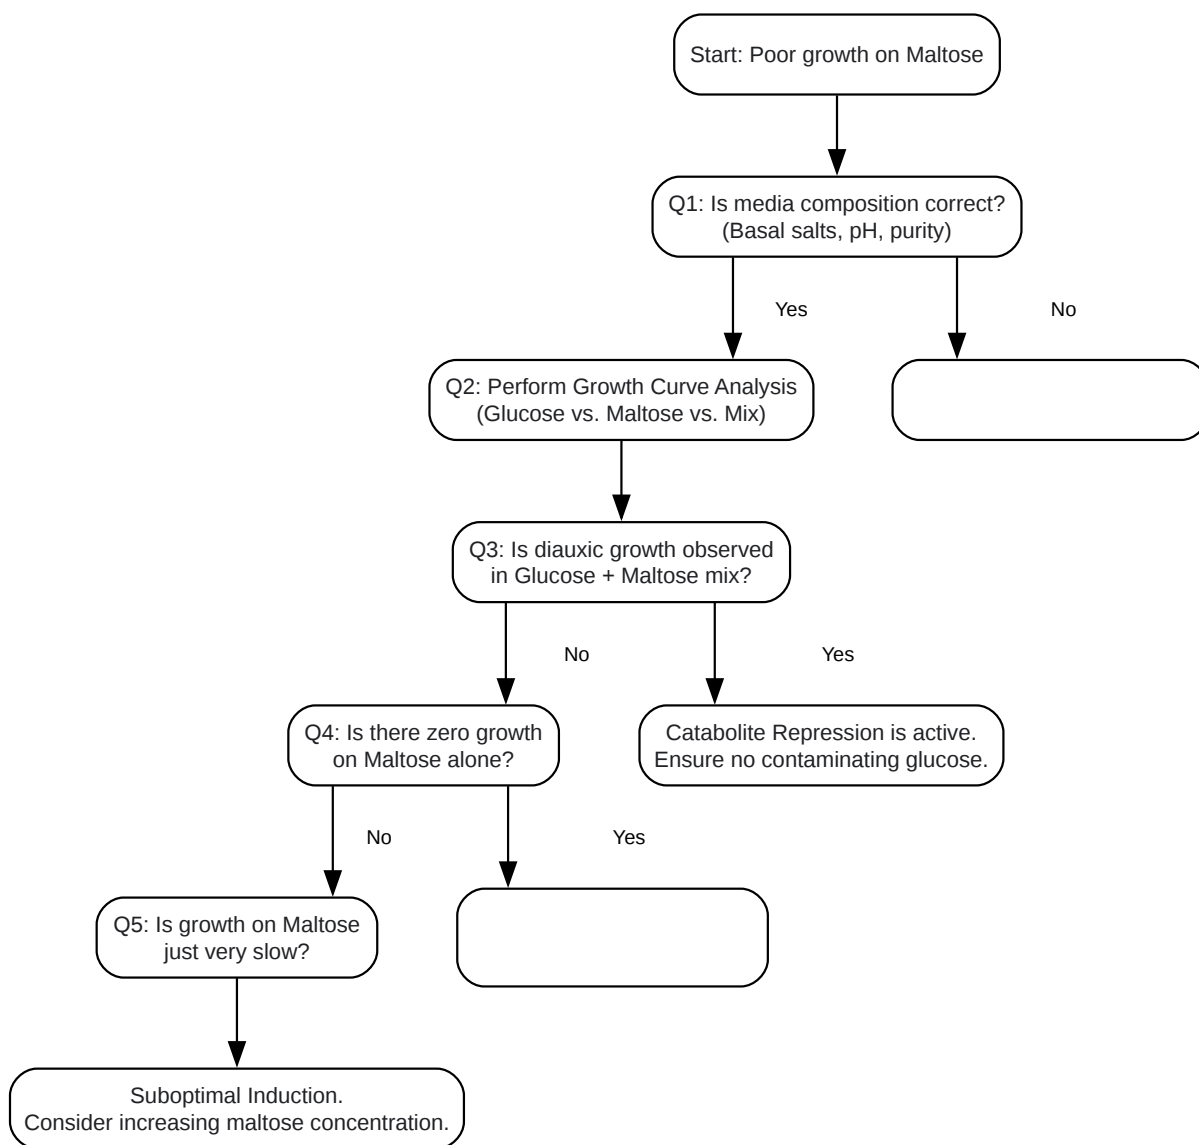 Start: Poor growth on Maltose
Q1: Is media composition correct?
(Basal salts, pH, purity)
Yes
No
Q2: Perform Growth Curve Analysis
(Glucose vs. Maltose vs. Mix)
Q3: Is diauxic growth observed
in Glucose + Maltose mix?
No
Yes
Q4: Is there zero growth
on Maltose alone?
Catabolite Repression is active.
Ensure no contaminating glucose.
No
Yes
Q5: Is growth on Maltose
just very slow?
Suboptimal Induction.
Consider increasing maltose concentration.